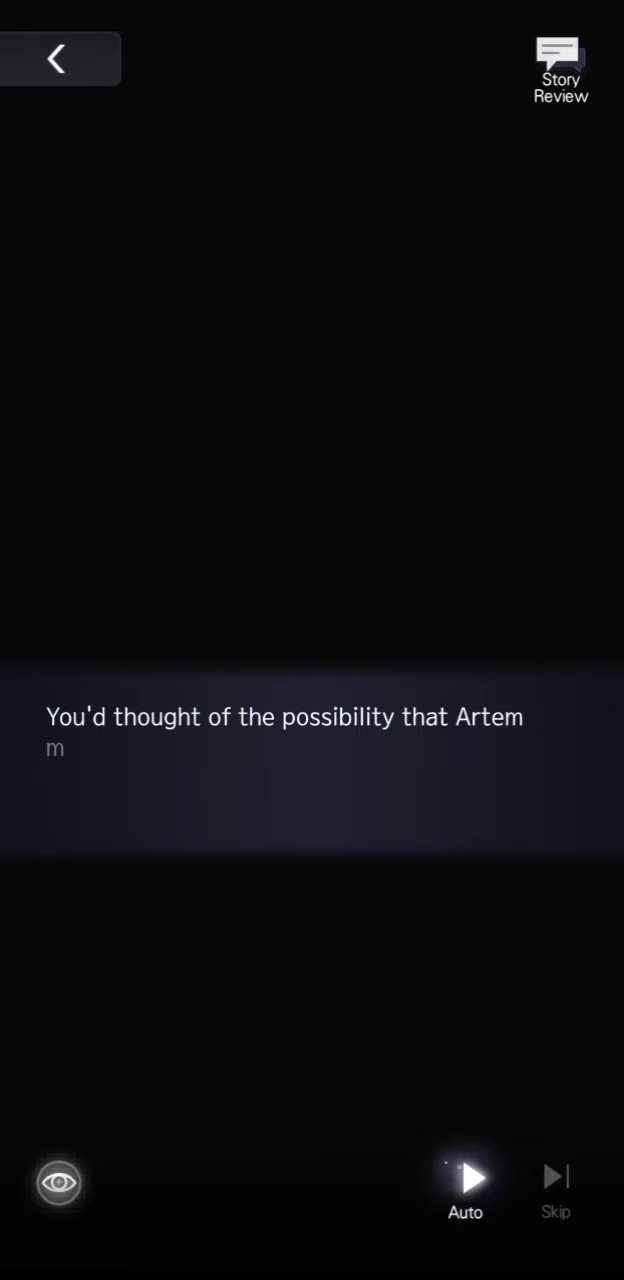 Story
Review
You'd thought of the possibility that Artem
m
Auto
Skip